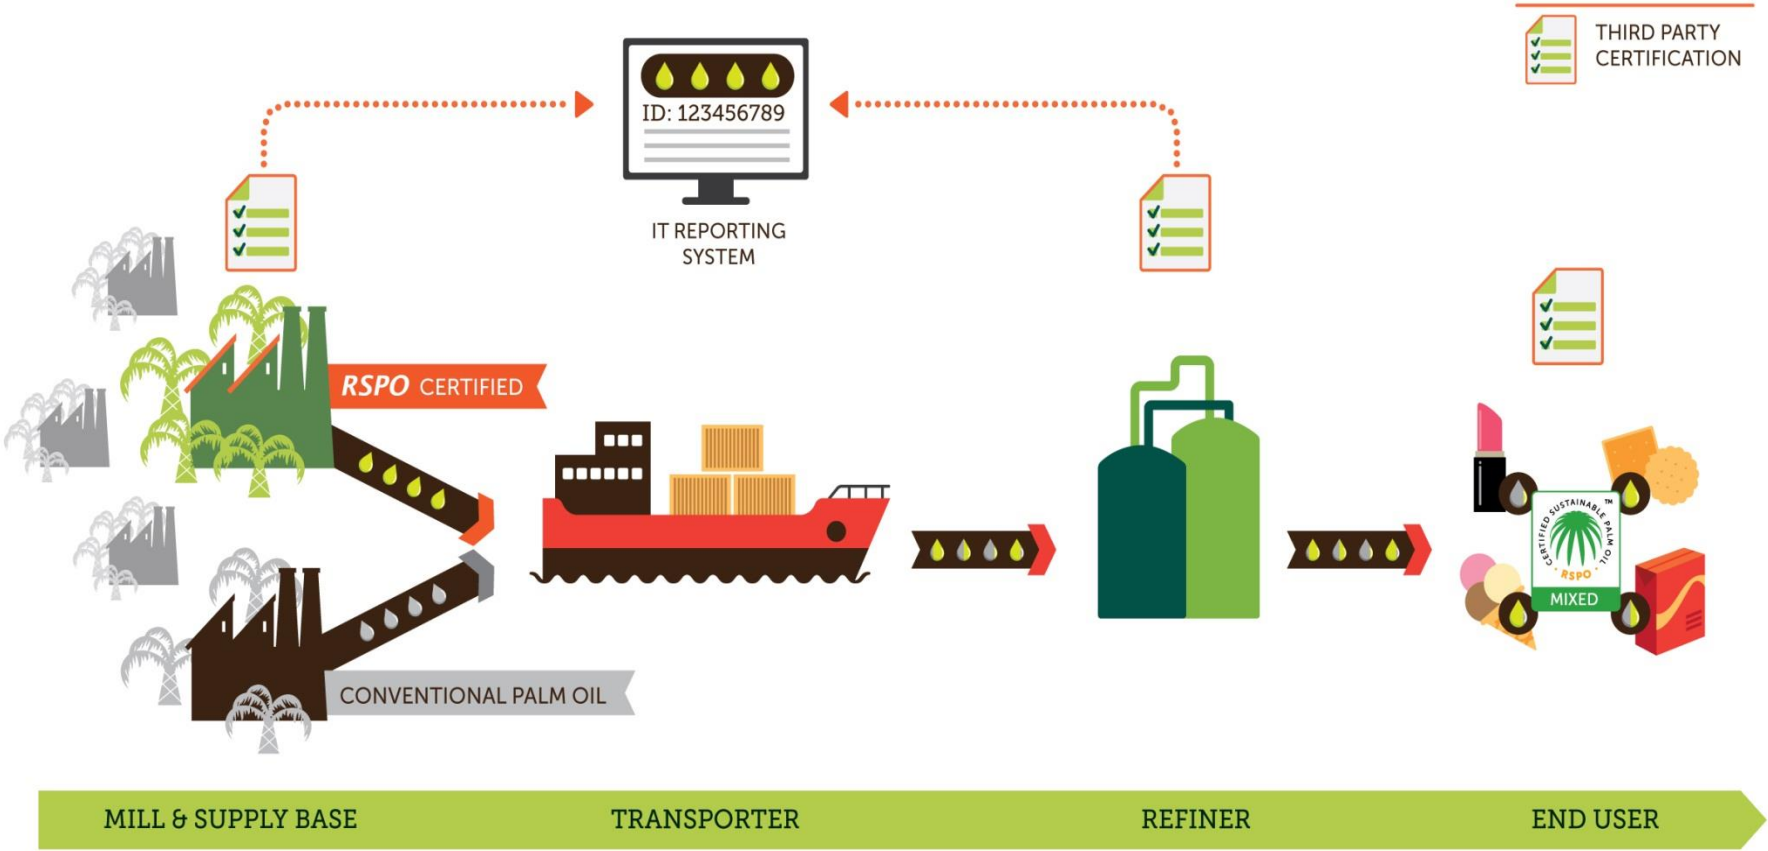 THIRD PARTY
CERTIFICATION
ID: 123456789
IT REPORTING
SYSTEM
RSPO CERTIFIED
CONVENTIONAL PALM OIL
CERTIFIED SUSTAINABLE PALM OIL
TM
RSPO
MIXED
MILL & SUPPLY BASE
TRANSPORTER
REFINER
END USER